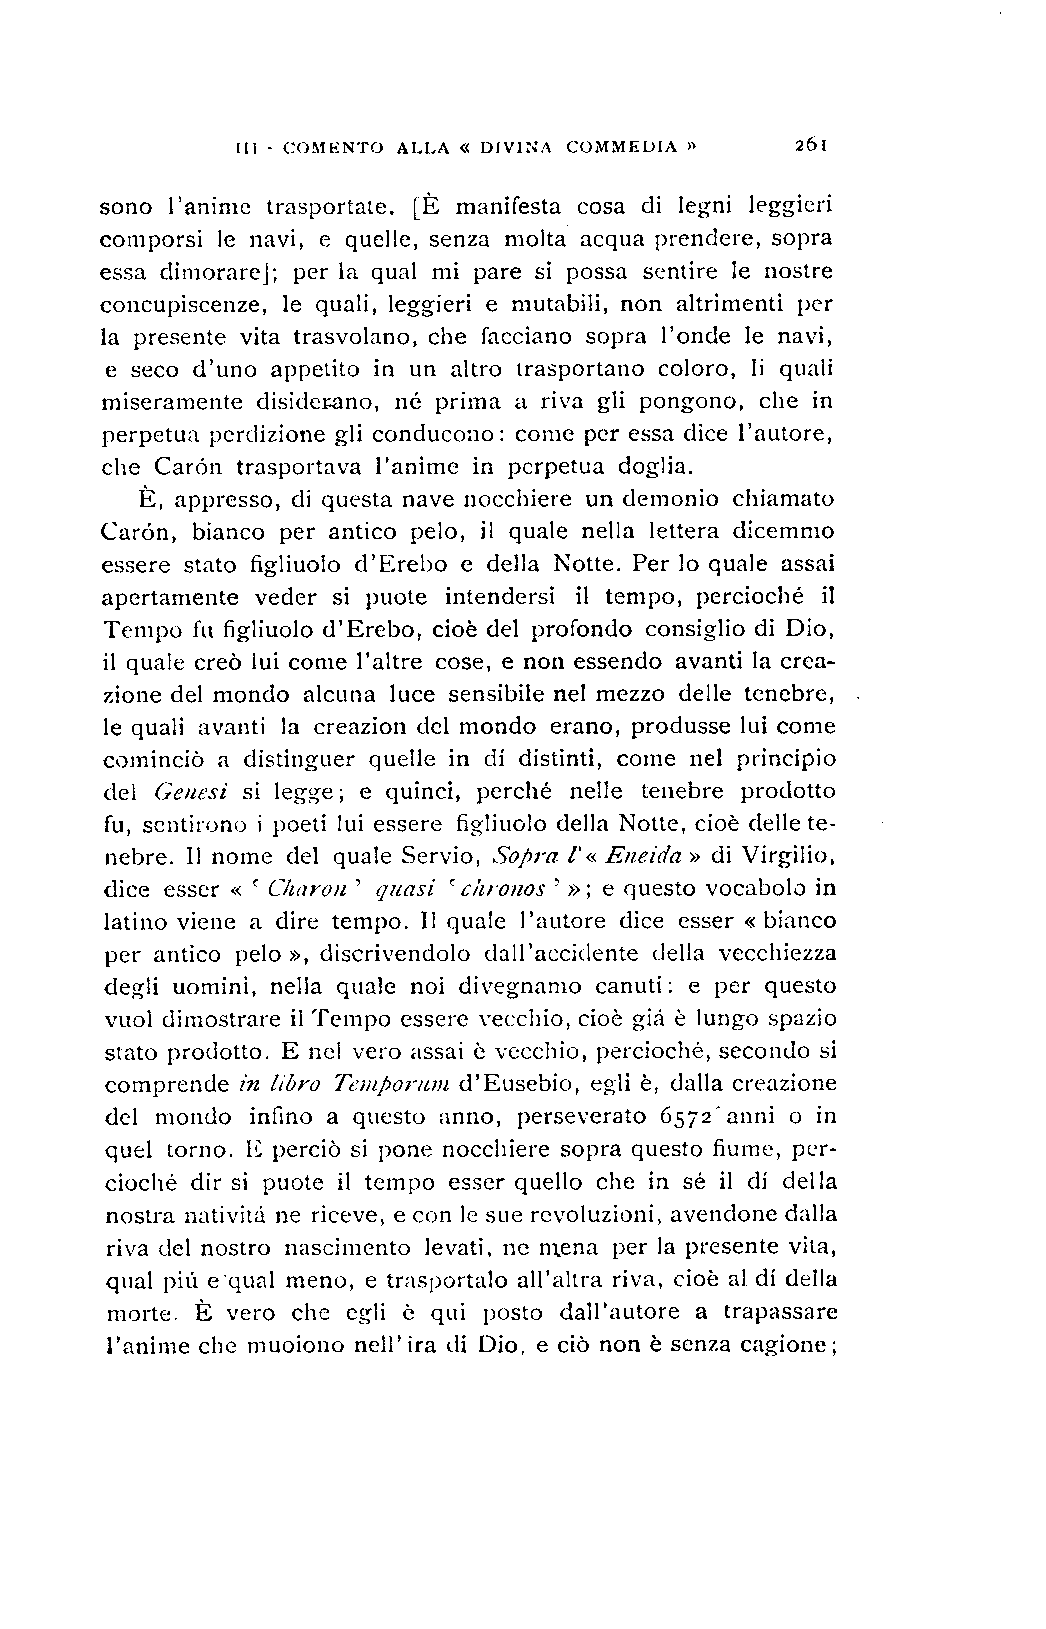 III - COMENTO ALLA « DIVINA COMMEDIA » 261
sono l'anime trasportate. [È manifesta cosa di legni leggieri
comporsi le navi, e quelle, senza molta acqua prendere, sopra
essa dimorare]; per la qual mi pare si possa sentire le nostre
concupiscenze, le quali, leggieri e mutabili, non altrimenti per
la presente vita trasvolano, che facciano sopra l'onde le navi,
e seco d'uno appetito in un altro trasportano coloro, li quali
miseramente disiderano, né prima a riva gli pongono, che in
perpetua perdizione gli conducono: come per essa dice l'autore,
che Carón trasportava l'anime in perpetua doglia.
È, appresso, di questa nave nocchiere un demonio chiamato
Carón, bianco per antico pelo, il quale nella lettera dicemmo
essere stato figliuolo d'Erebo e della Notte. Per lo quale assai
apertamente veder si puote intendersi il tempo, percioché il
Tempo fu figliuolo d'Erebo, cioè del profondo consiglio di Dio,
il quale creò lui come l'altre cose, e non essendo avanti la crea-
zione del mondo alcuna luce sensibile nel mezzo delle tenebre,
le quali avanti la creazion del mondo erano, produsse lui come
cominciò a distinguer quelle in dí distinti, come nel principio
del Genesi si legge; e quinci, perché nelle tenebre prodotto
fu, sentirono i poeti lui essere figliuolo della Notte, cioè delle te-
nebre. Il nome del quale Servio, Sopra l'« Eneida » di Virgilio,
dice esser « ‛ Charon ’ quasi ‛ chronos ’ »; e questo vocabolo in
latino viene a dire tempo. Il quale l'autore dice esser « bianco
per antico pelo », discrivendolo dall'accidente della vecchiezza
degli uomini, nella quale noi divegnamo canuti: e per questo
vuol dimostrare il Tempo essere vecchio, cioè giá è lungo spazio
stato prodotto. E nel vero assai è vecchio, percioché, secondo si
comprende in libro Temporum d'Eusebio, egli è, dalla creazione
del mondo infino a questo anno, perseverato 6572 anni o in
quel torno. E perciò si pone nocchiere sopra questo fiume, per-
cioché dir si puote il tempo esser quello che in sé il dí della
nostra nativitá ne riceve, e con le sue revoluzioni, avendone dalla
riva del nostro nascimento levati, ne mena per la presente vita,
qual piú e qual meno, e trasportalo all'altra riva, cioè al dí della
morte. È vero che egli è qui posto dall'autore a trapassare
l'anime che muoiono nell'ira di Dio, e ciò non è senza cagione;